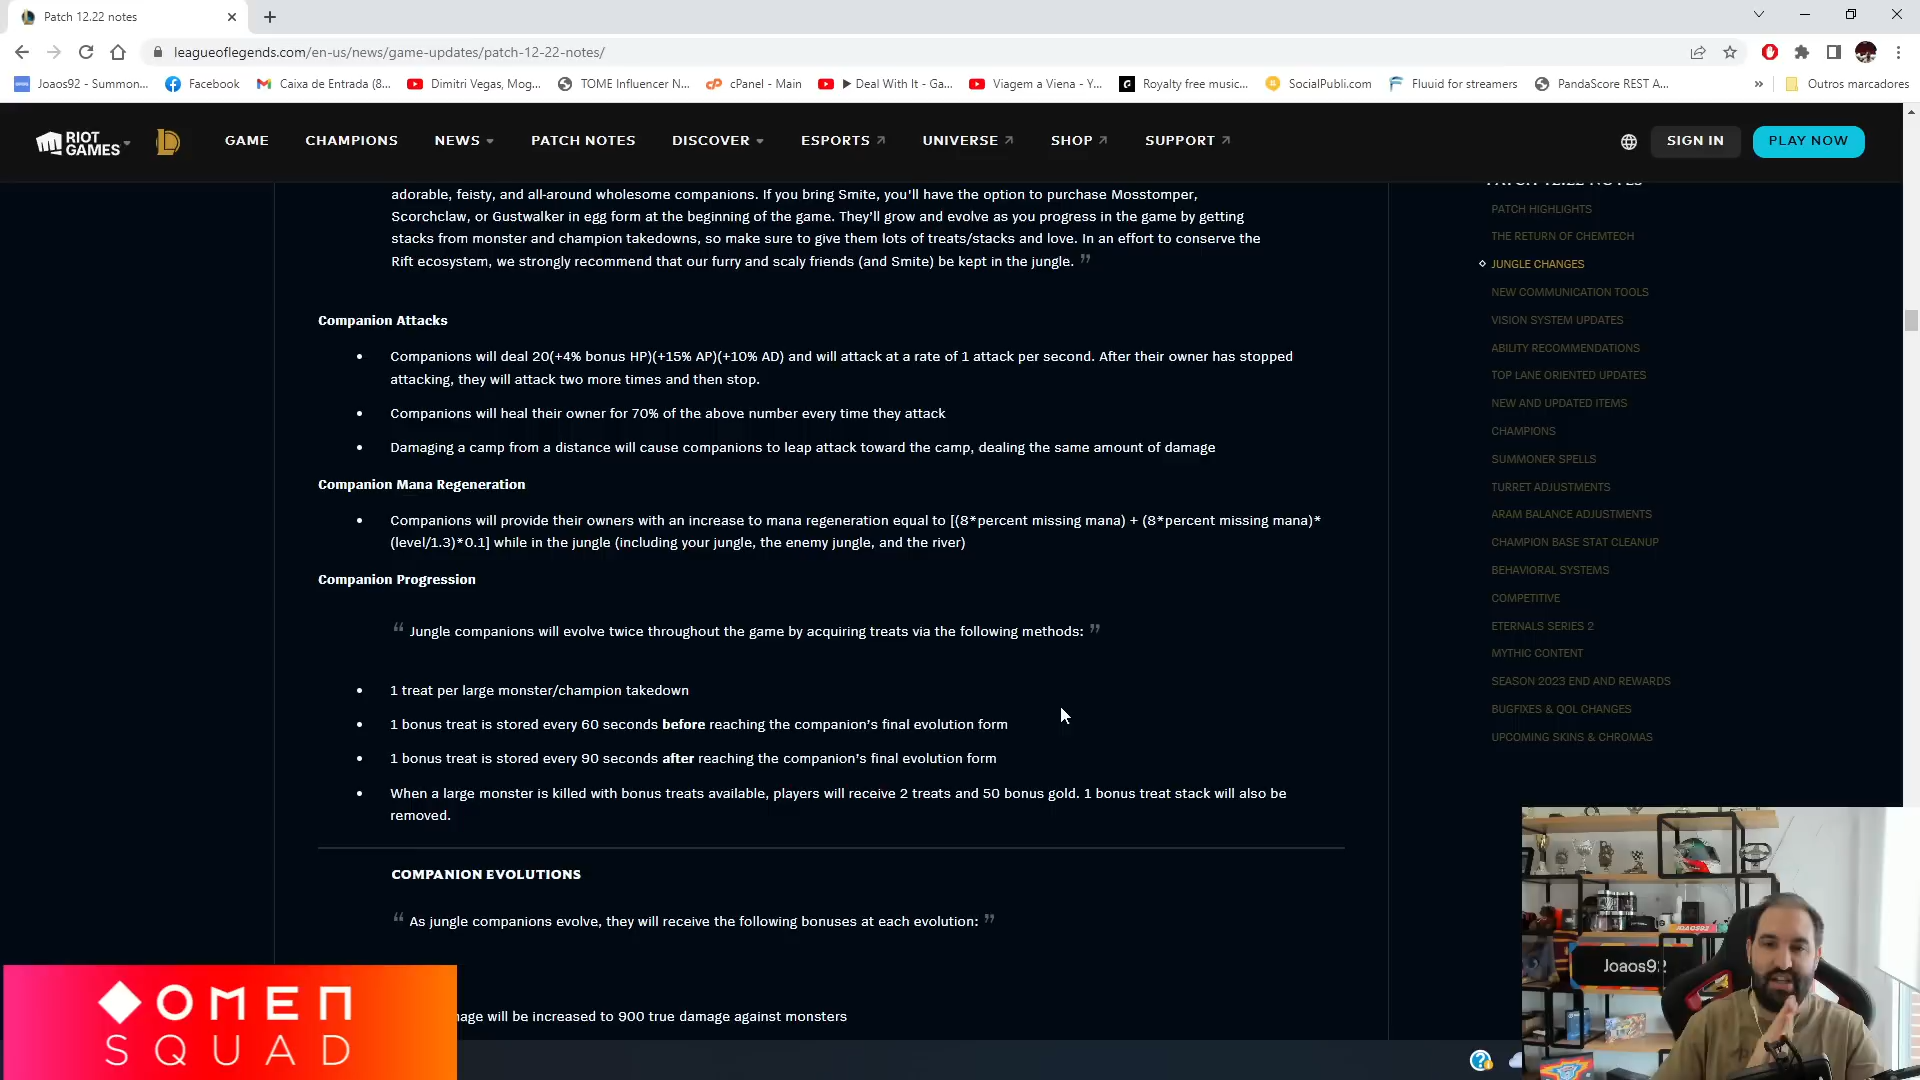 Patch 12.22 notes
leagueoflegends.com/en-us/news/game-updates/patch-12-22-notes/
Joaos92 - Summon...
Facebook
Caixa de Entrada (8...
Dimitri Vegas, Mog...
TOME Influencer N...
cPanel - Main
▶ Deal With It - Ga...
Viagem a Viena - Y...
Royalty free music...
SocialPubli.com
Fluuid for streamers
PandaScore REST A...
»
Outros marcadores
RIOT
GAMES
GAME
CHAMPIONS
NEWS
PATCH NOTES
DISCOVER
ESPORTS
UNIVERSE
SHOP
SUPPORT
SIGN IN
PLAY NOW
adorable, feisty, and all-around wholesome companions. If you bring Smite, you’ll have the option to purchase Mosstomper,
Scorchclaw, or Gustwalker in egg form at the beginning of the game. They’ll grow and evolve as you progress in the game by getting
stacks from monster and champion takedowns, so make sure to give them lots of treats/stacks and love. In an effort to conserve the
Rift ecosystem, we strongly recommend that our furry and scaly friends (and Smite) be kept in the jungle. ”
Companion Attacks
• Companions will deal 20(+4% bonus HP)(+15% AP)(+10% AD) and will attack at a rate of 1 attack per second. After their owner has stopped
attacking, they will attack two more times and then stop.
• Companions will heal their owner for 70% of the above number every time they attack
• Damaging a camp from a distance will cause companions to leap attack toward the camp, dealing the same amount of damage
Companion Mana Regeneration
• Companions will provide their owners with an increase to mana regeneration equal to [(8*percent missing mana) + (8*percent missing mana)*
(level/1.3)*0.1] while in the jungle (including your jungle, the enemy jungle, and the river)
Companion Progression
“ Jungle companions will evolve twice throughout the game by acquiring treats via the following methods: ”
• 1 treat per large monster/champion takedown
• 1 bonus treat is stored every 60 seconds before reaching the companion’s final evolution form
• 1 bonus treat is stored every 90 seconds after reaching the companion’s final evolution form
• When a large monster is killed with bonus treats available, players will receive 2 treats and 50 bonus gold. 1 bonus treat stack will also be
removed.
COMPANION EVOLUTIONS
“ As jungle companions evolve, they will receive the following bonuses at each evolution: ”
mage will be increased to 900 true damage against monsters
PATCH 12.22 NOTES
PATCH HIGHLIGHTS
THE RETURN OF CHEMTECH
JUNGLE CHANGES
NEW COMMUNICATION TOOLS
VISION SYSTEM UPDATES
ABILITY RECOMMENDATIONS
TOP LANE ORIENTED UPDATES
NEW AND UPDATED ITEMS
CHAMPIONS
SUMMONER SPELLS
TURRET ADJUSTMENTS
ARAM BALANCE ADJUSTMENTS
CHAMPION BASE STAT CLEANUP
BEHAVIORAL SYSTEMS
COMPETITIVE
ETERNALS SERIES 2
MYTHIC CONTENT
SEASON 2023 END AND REWARDS
BUGFIXES & QOL CHANGES
UPCOMING SKINS & CHROMAS
OMEN
SQUAD
JOAOS92
Joaos92